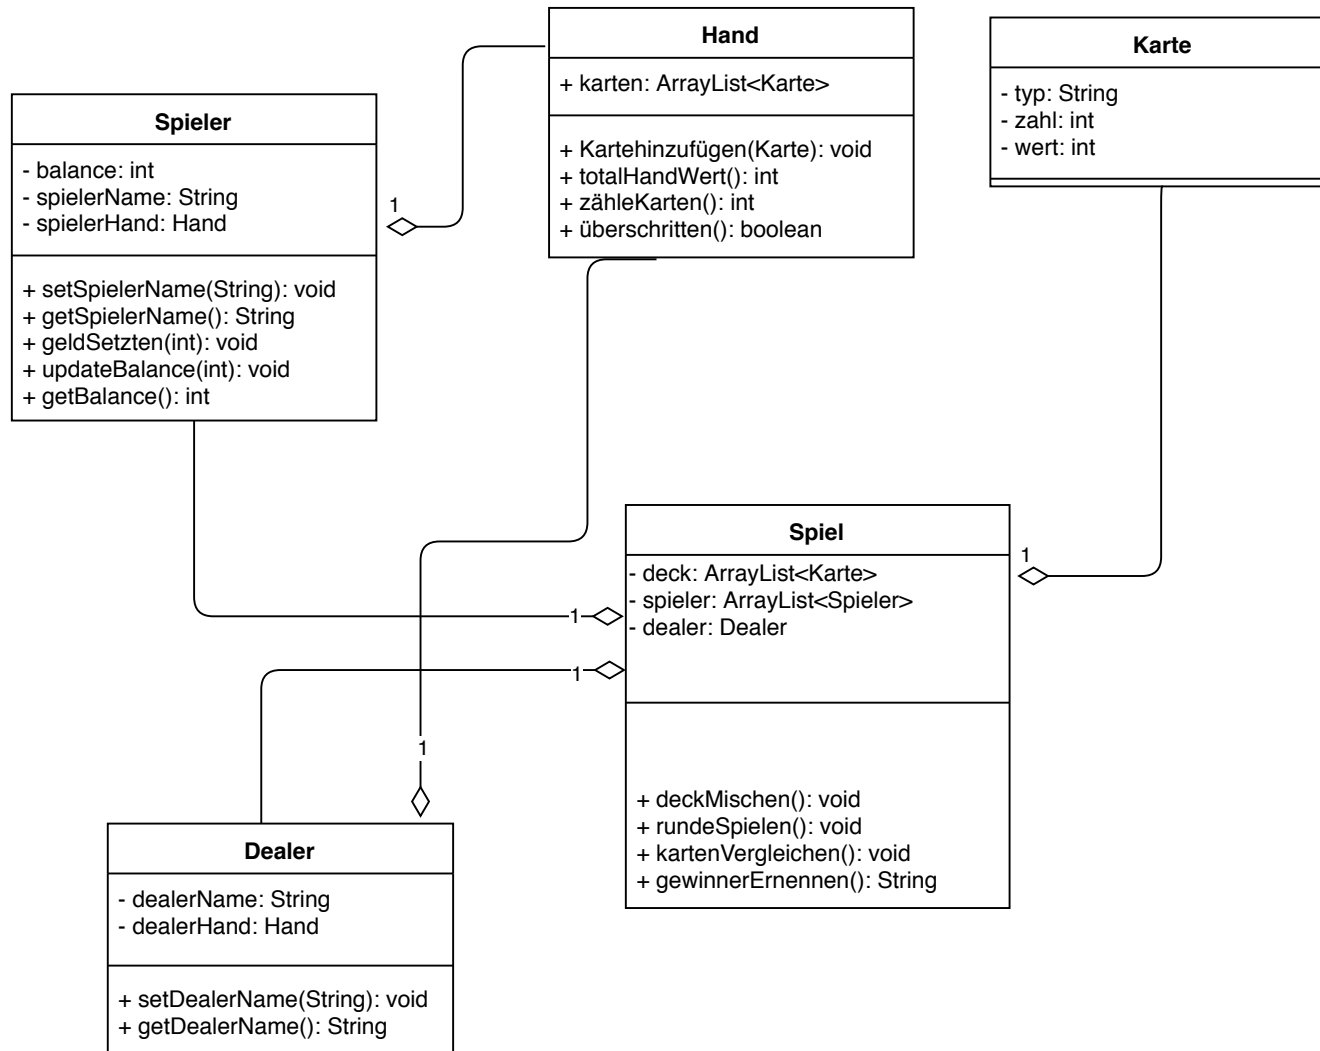 Hand
+ karten: ArrayList<Karte>
+ Kartehinzufügen(Karte): void
+ totalHandWert(): int
+ zähleKarten(): int
+ überschritten(): boolean
Karte
- typ: String
- zahl: int
- wert: int
Spieler
- balance: int
- spielerName: String
- spielerHand: Hand
+ setSpielerName(String): void
+ getSpielerName(): String
+ geldSetzten(int): void
+ updateBalance(int): void
+ getBalance(): int
1
Spiel
- deck: ArrayList<Karte>
- spieler: ArrayList<Spieler>
- dealer: Dealer
+ deckMischen(): void
+ rundeSpielen(): void
+ kartenVergleichen(): void
+ gewinnerErnennen(): String
1
1
1
1
Dealer
- dealerName: String
- dealerHand: Hand
+ setDealerName(String): void
+ getDealerName(): String